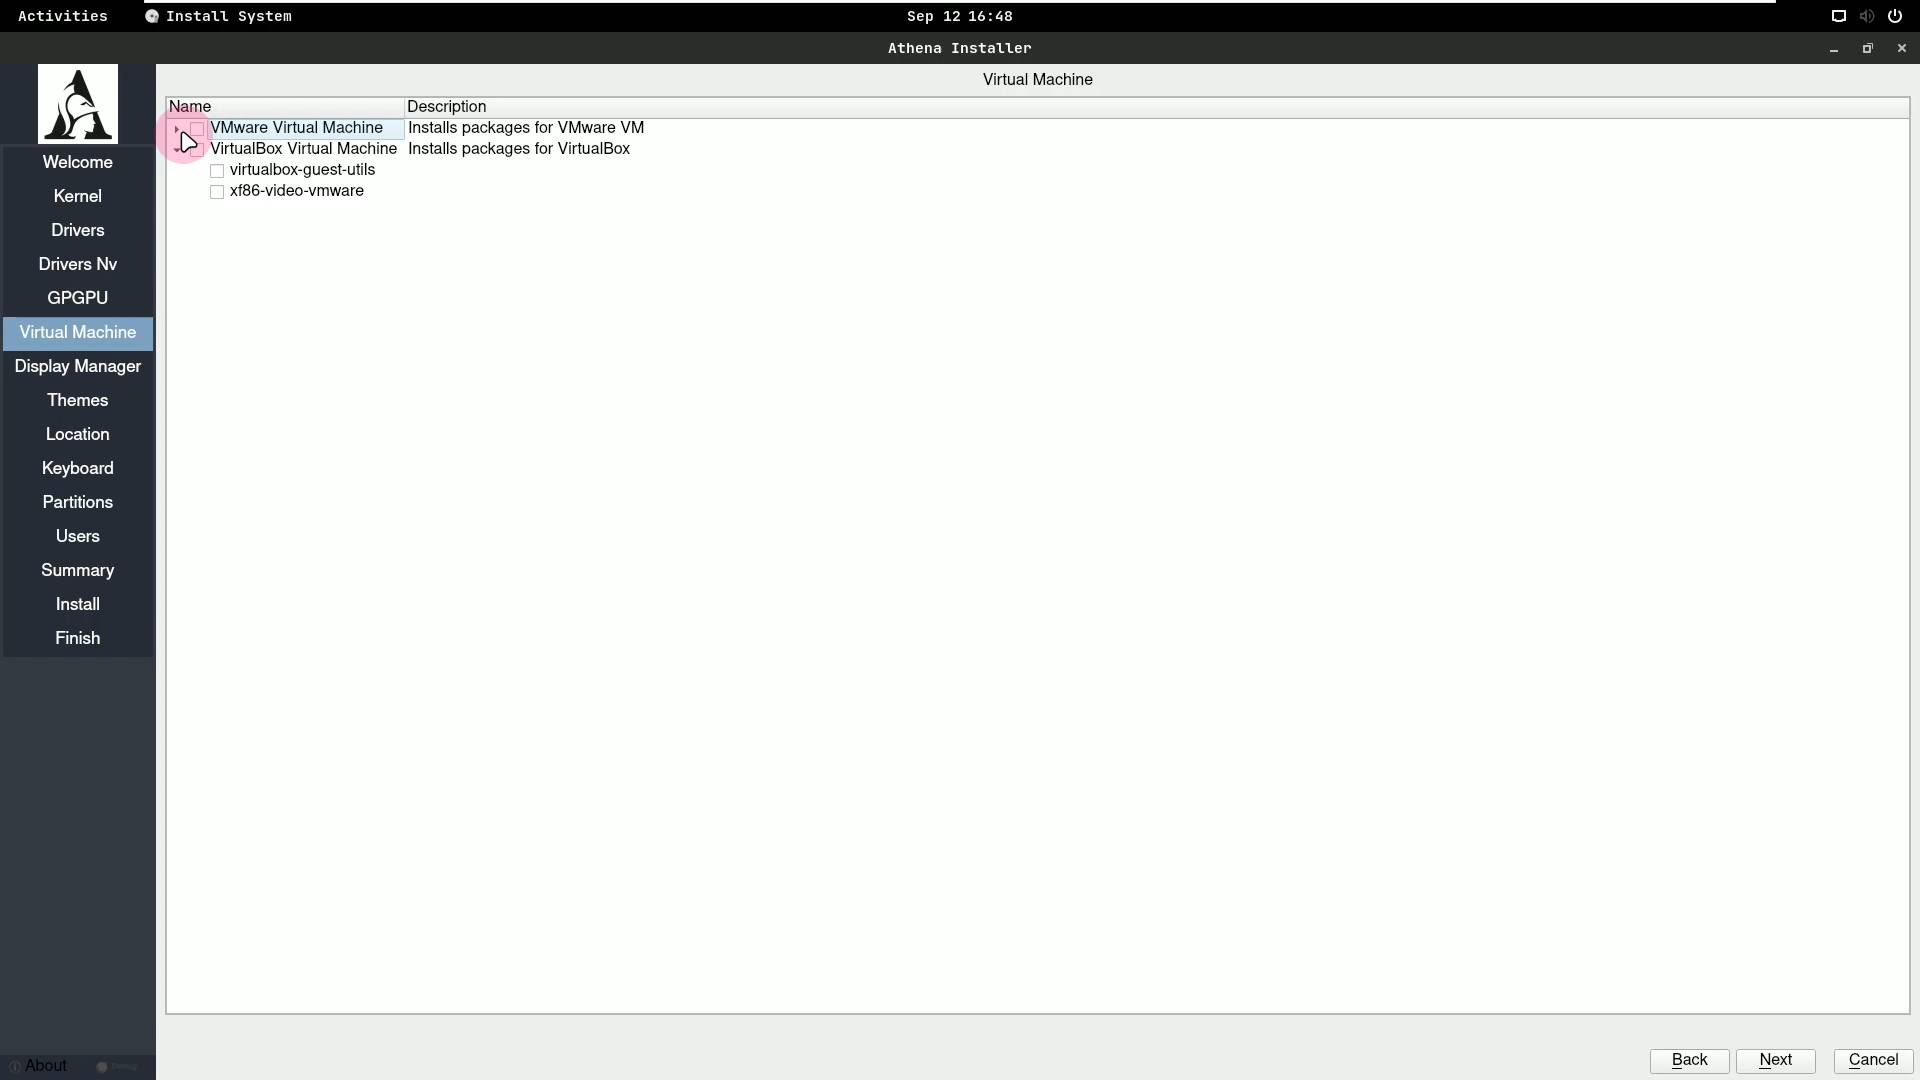 Activities Install System Sep 12 16:48
Athena Installer
Virtual Machine
Name Description
VMware Virtual Machine Installs packages for VMware VM
VirtualBox Virtual Machine Installs packages for VirtualBox
virtualbox-guest-utils
xf86-video-vmware
Welcome
Kernel
Drivers
Drivers Nv
GPGPU
Virtual Machine
Display Manager
Themes
Location
Keyboard
Partitions
Users
Summary
Install
Finish
About Debug
Back Next Cancel